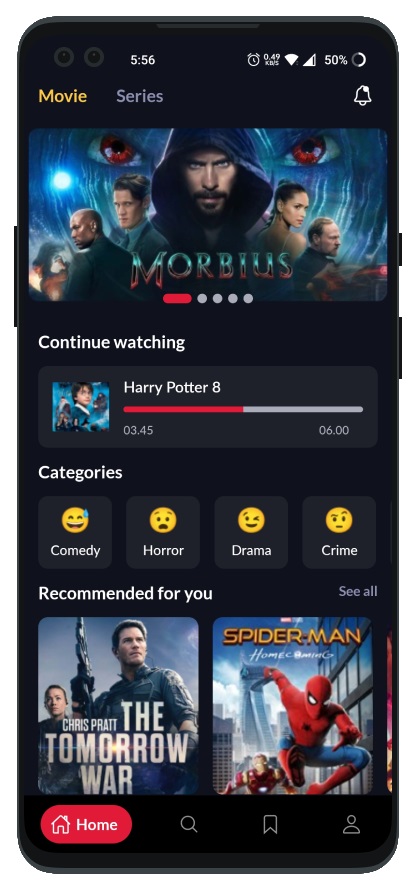 5:56
0.49
KB/S
50%
Movie
Series
MORBIUS
Continue watching
Harry Potter 8
03.45
06.00
Categories
Comedy
Horror
Drama
Crime
Recommended for you
See all
CHRIS PRATT THE
TOMORROW
WAR
SPIDER-MAN
HOMECOMING
Home